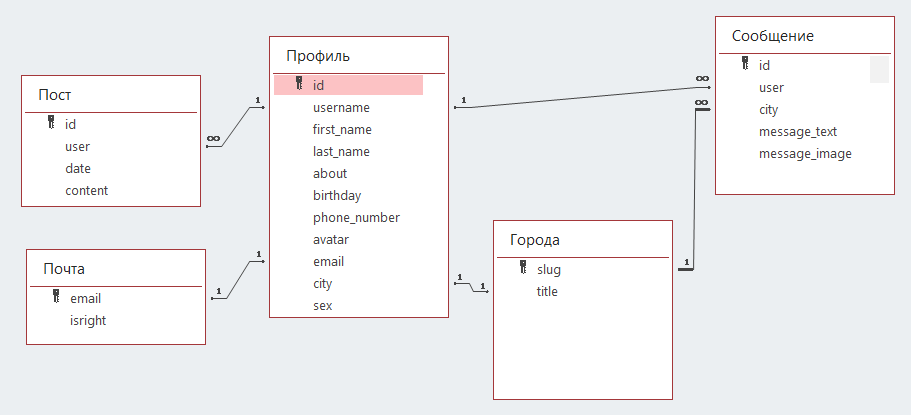 Пост
id
user
date
content
Почта
email
isright
Профиль
id
username
first_name
last_name
about
birthday
phone_number
avatar
email
city
sex
Города
slug
title
Сообщение
id
user
city
message_text
message_image
1
∞
1
1
1
∞
1
1
∞
1